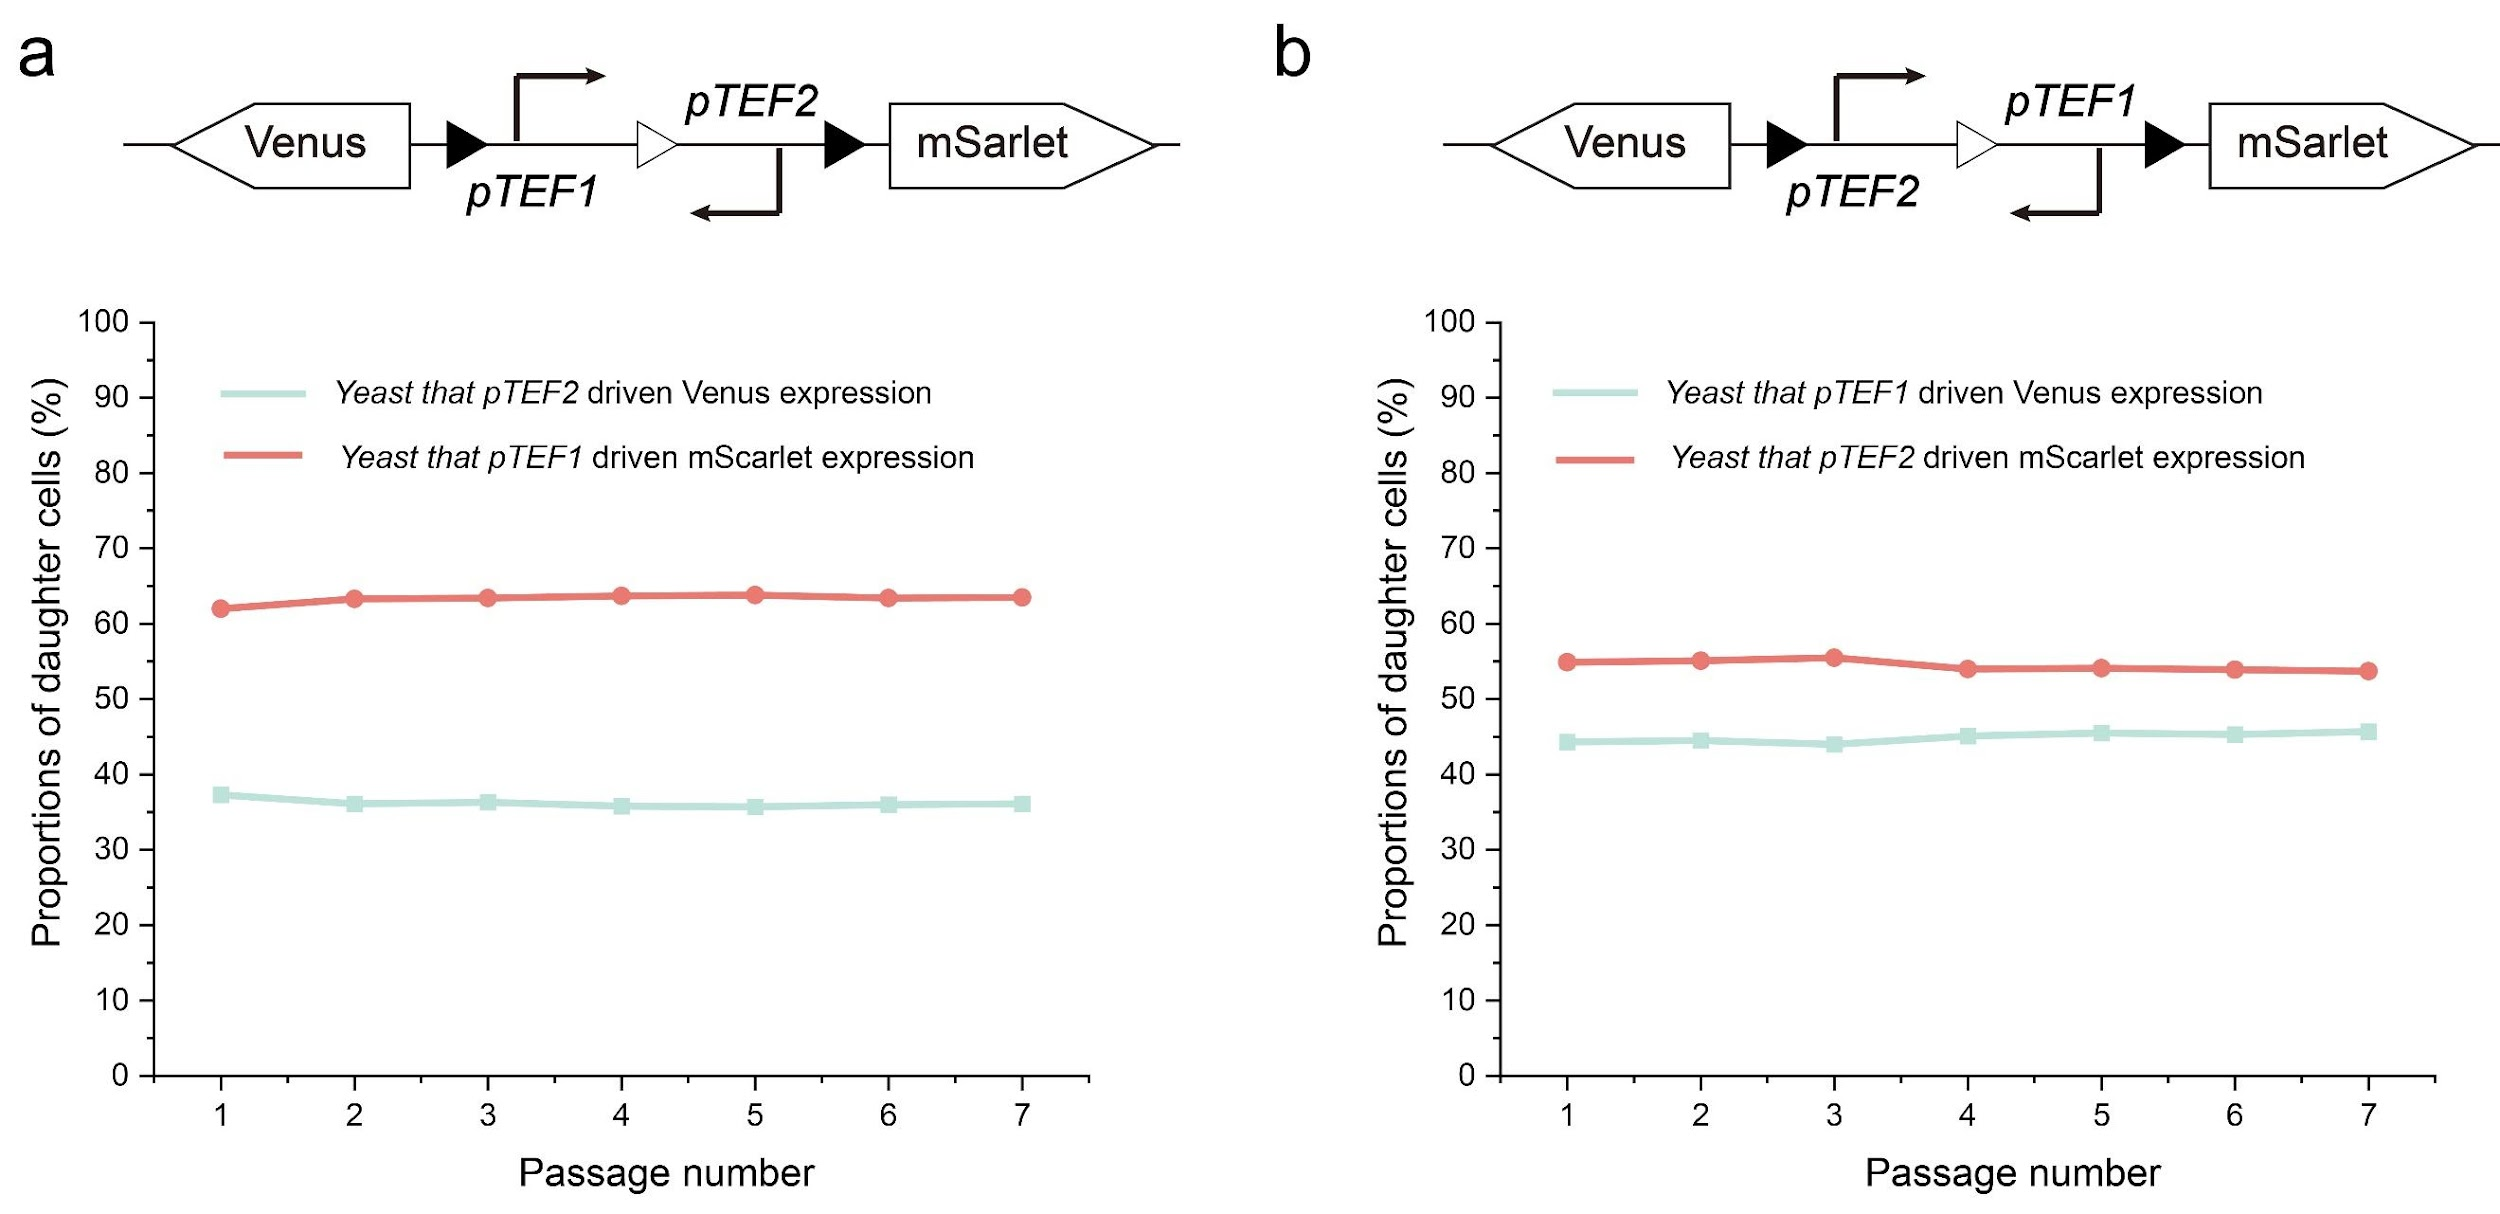 a
Venus
pTEF1
pTEF2
mSarlet
b
Venus
pTEF2
pTEF1
mSarlet
Proportions of daughter cells (%)
100
90
80
70
60
50
40
30
20
10
0
Yeast that pTEF2 driven Venus expression
Yeast that pTEF1 driven mScarlet expression
1 2 3 4 5 6 7
Passage number
Proportions of daughter cells (%)
100
90
80
70
60
50
40
30
20
10
0
Yeast that pTEF1 driven Venus expression
Yeast that pTEF2 driven mScarlet expression
1 2 3 4 5 6 7
Passage number